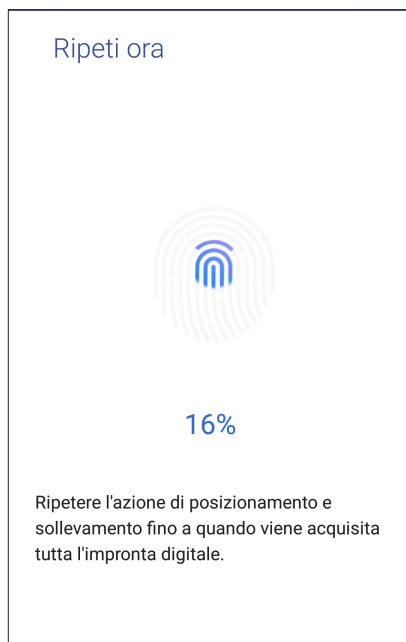 Ripeti ora
16%
Ripetere l'azione di posizionamento e
sollevamento fino a quando viene acquisita
tutta l'impronta digitale.